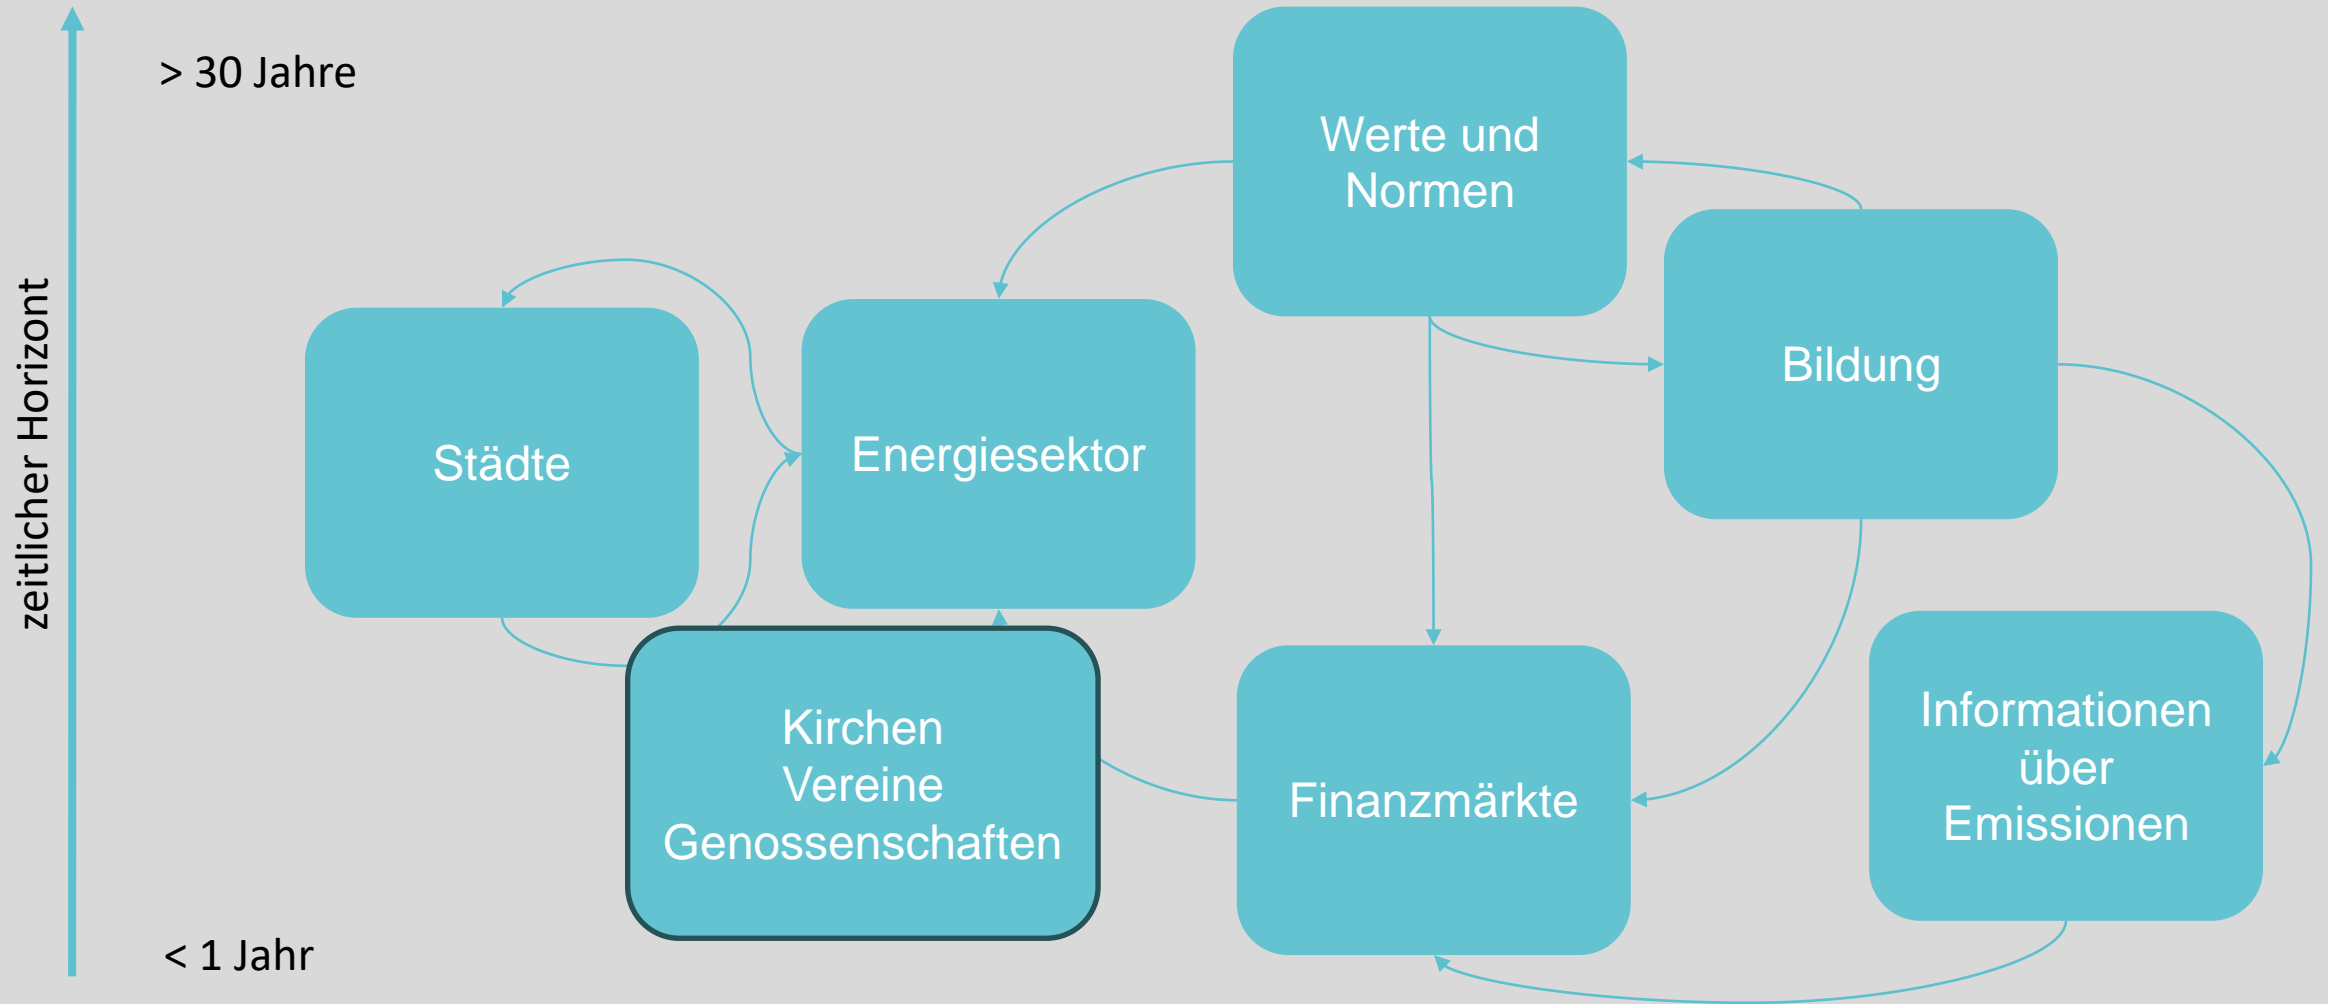 > 30 Jahre
zeitlicher Horizont
Werte und
Normen
Bildung
Städte
Energiesektor
Kirchen
Vereine
Genossenschaften
Finanzmärkte
Informationen
über
Emissionen
< 1 Jahr